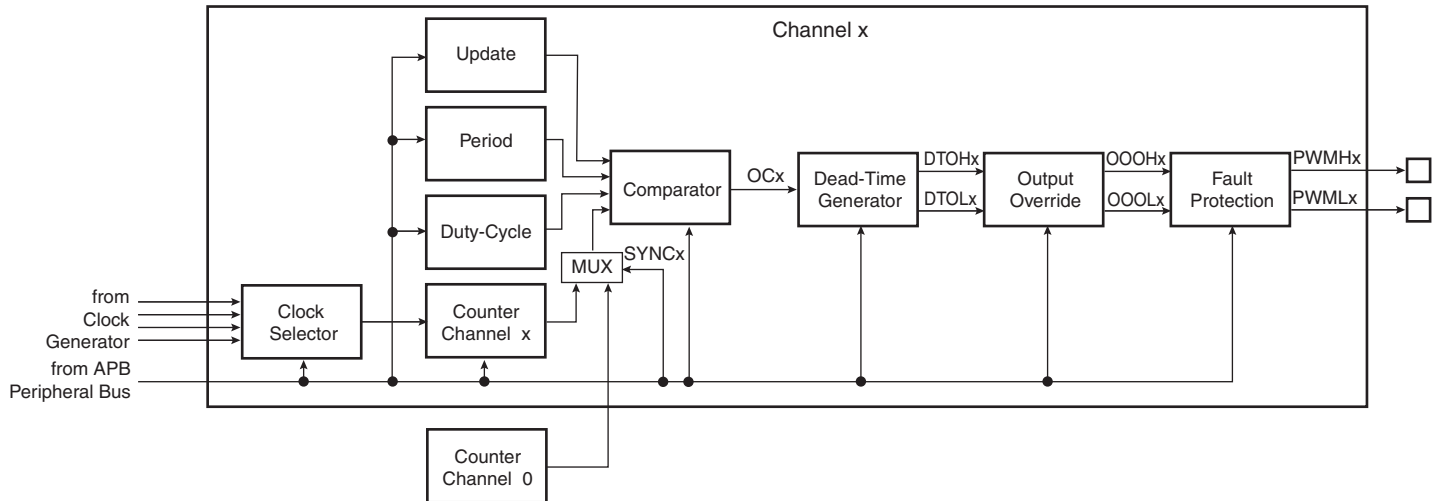 Channel x
Update
Period
Duty-Cycle
Comparator
OCx
Dead-Time
Generator
DTOHx
DTOLx
Output
Override
OOOHx
OOOLx
Fault
Protection
PWMHx
PWMLx
MUX
SYNCx
from
Clock
Generator
Clock
Selector
Counter
Channel x
from APB
Peripheral Bus
Counter
Channel 0